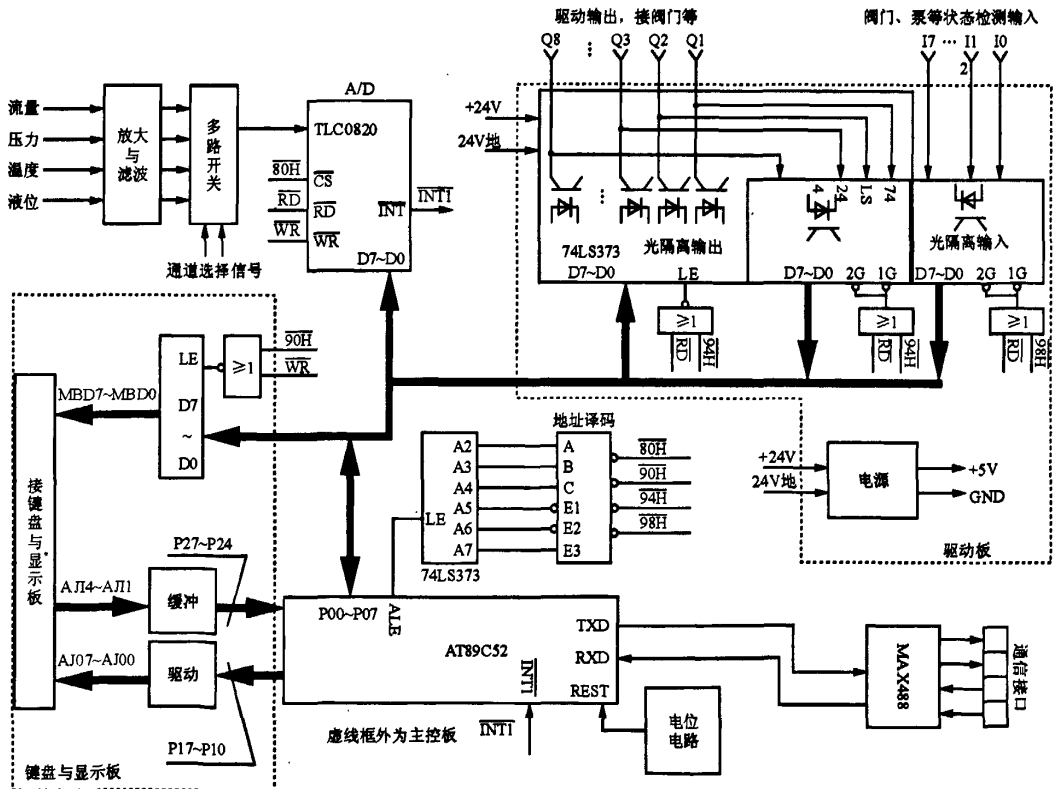 驱动输出，接阀门等
阀门、泵等状态检测输入
Q8 ⋮ Q3 Q2 Q1
I7 ··· I1 I0
2
流量
压力
温度
液位
放大与滤波
多路开关
通道选择信号
A/D
TLC0820
80H
CS
RD
RD
WR
WR
INT
INT1
D7~D0
+24V
24V地
74LS373
光隔离输出
D7~D0
LE
≥1
RD
94H
4 24 LS 74
D7~D0
2G 1G
≥1
RD
94H
光隔离输入
D7~D0
2G 1G
≥1
RD
98H
LE
D7
~
D0
≥1
90H
WR
MBD7~MBD0
接键盘与显示板
P27~P24
AJI4~AJI1
缓冲
AJ07~AJ00
驱动
P17~P10
键盘与显示板
地址译码
LE
A2
A3
A4
A5
A6
A7
74LS373
A
B
C
E1
E2
E3
80H
90H
94H
98H
+24V
24V地
电源
+5V
GND
驱动板
P00~P07
ALE
AT89C52
TXD
RXD
REST
INT1
INT1
虚线框外为主控板
电位电路
MAX488
通信接口